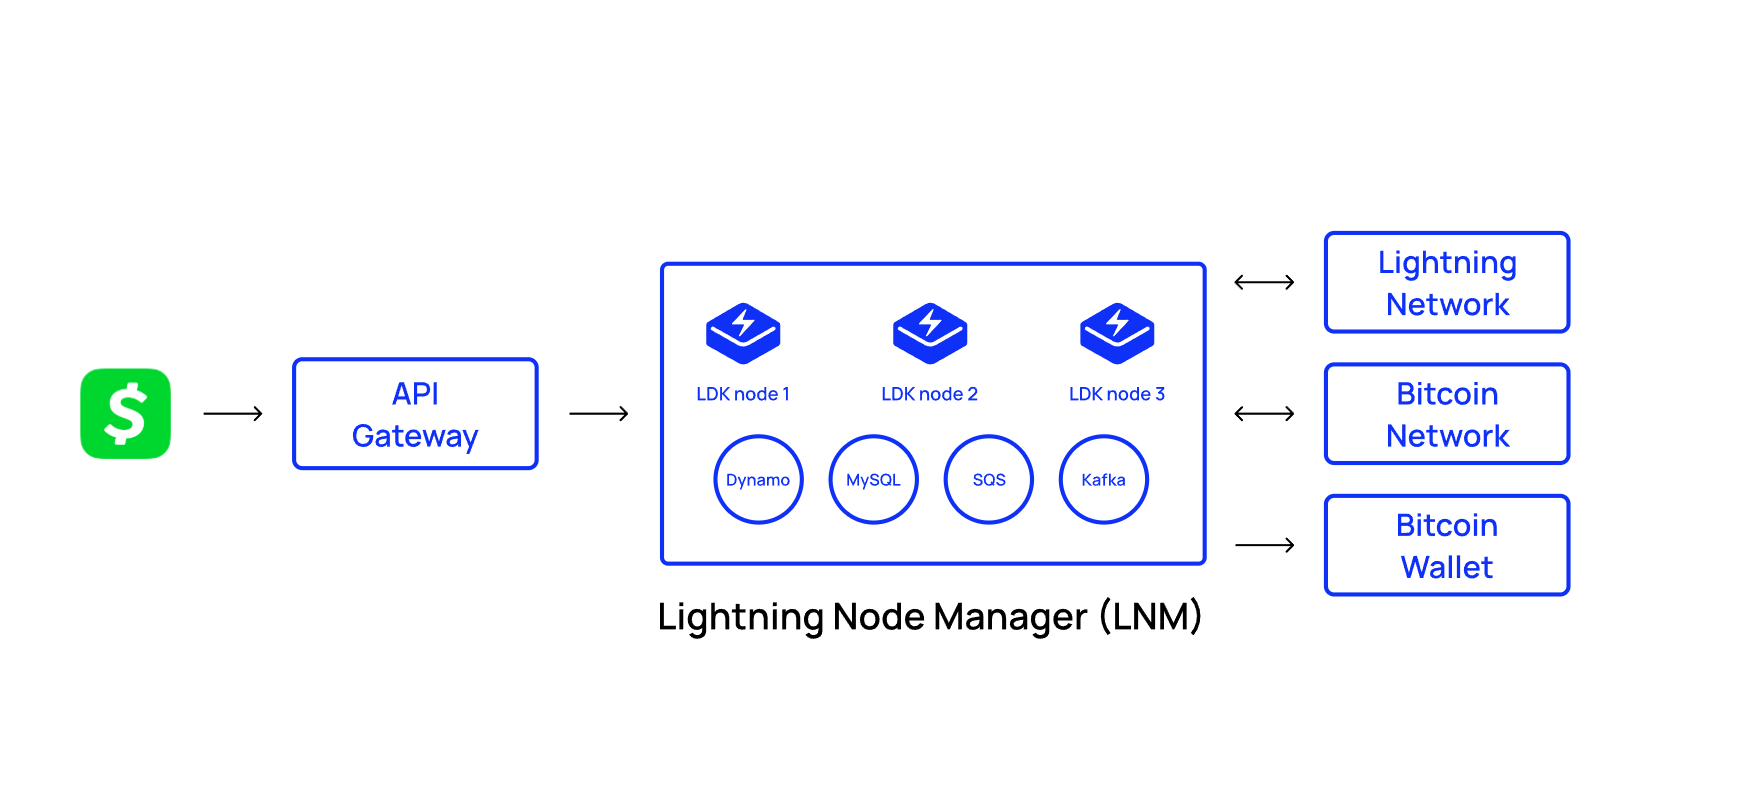 $
API
Gateway
LDK node 1
LDK node 2
LDK node 3
Dynamo
MySQL
SQS
Kafka
Lightning Node Manager (LNM)
Lightning
Network
Bitcoin
Network
Bitcoin
Wallet